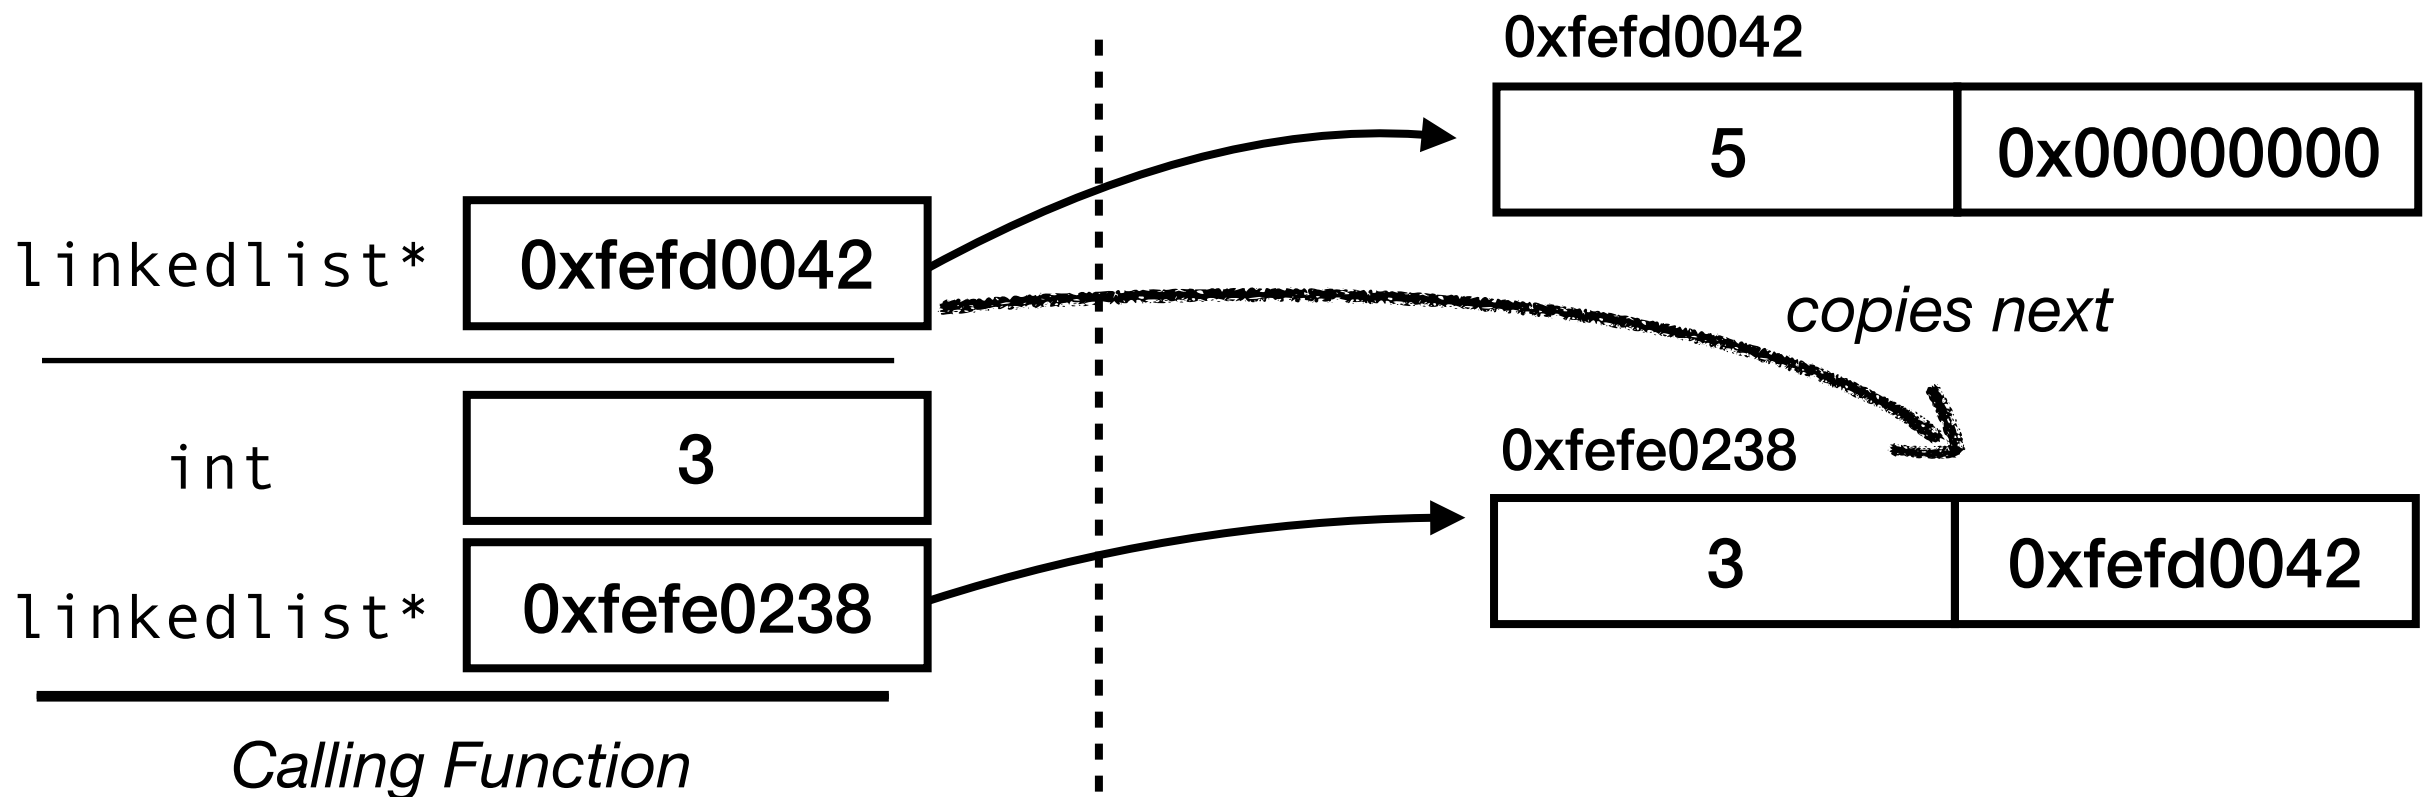 0xfefd0042
5 0x00000000
linkedlist* 0xfefd0042
copies next
int 3
0xfefe0238
3 0xfefd0042
linkedlist* 0xfefe0238
Calling Function